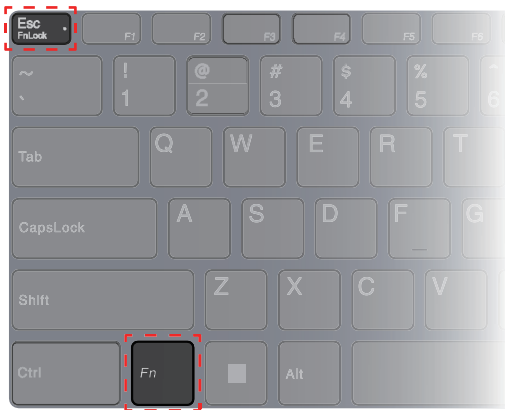 Esc
FnLock
F1
F2
F3
F4
F5
F6
~
`
!
1
@
2
#
3
$
4
%
5
^
6
Tab
Q
W
E
R
T
CapsLock
A
S
D
F
G
Shift
Z
X
C
V
Ctrl
Fn
Alt